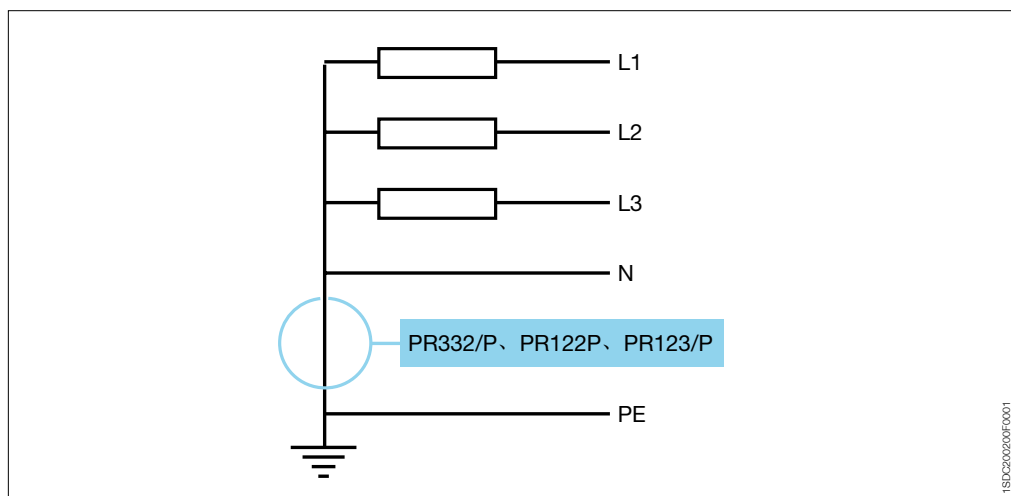 L1
L2
L3
N
PR332/P、PR122P、PR123/P
PE
1SDC200200F0001